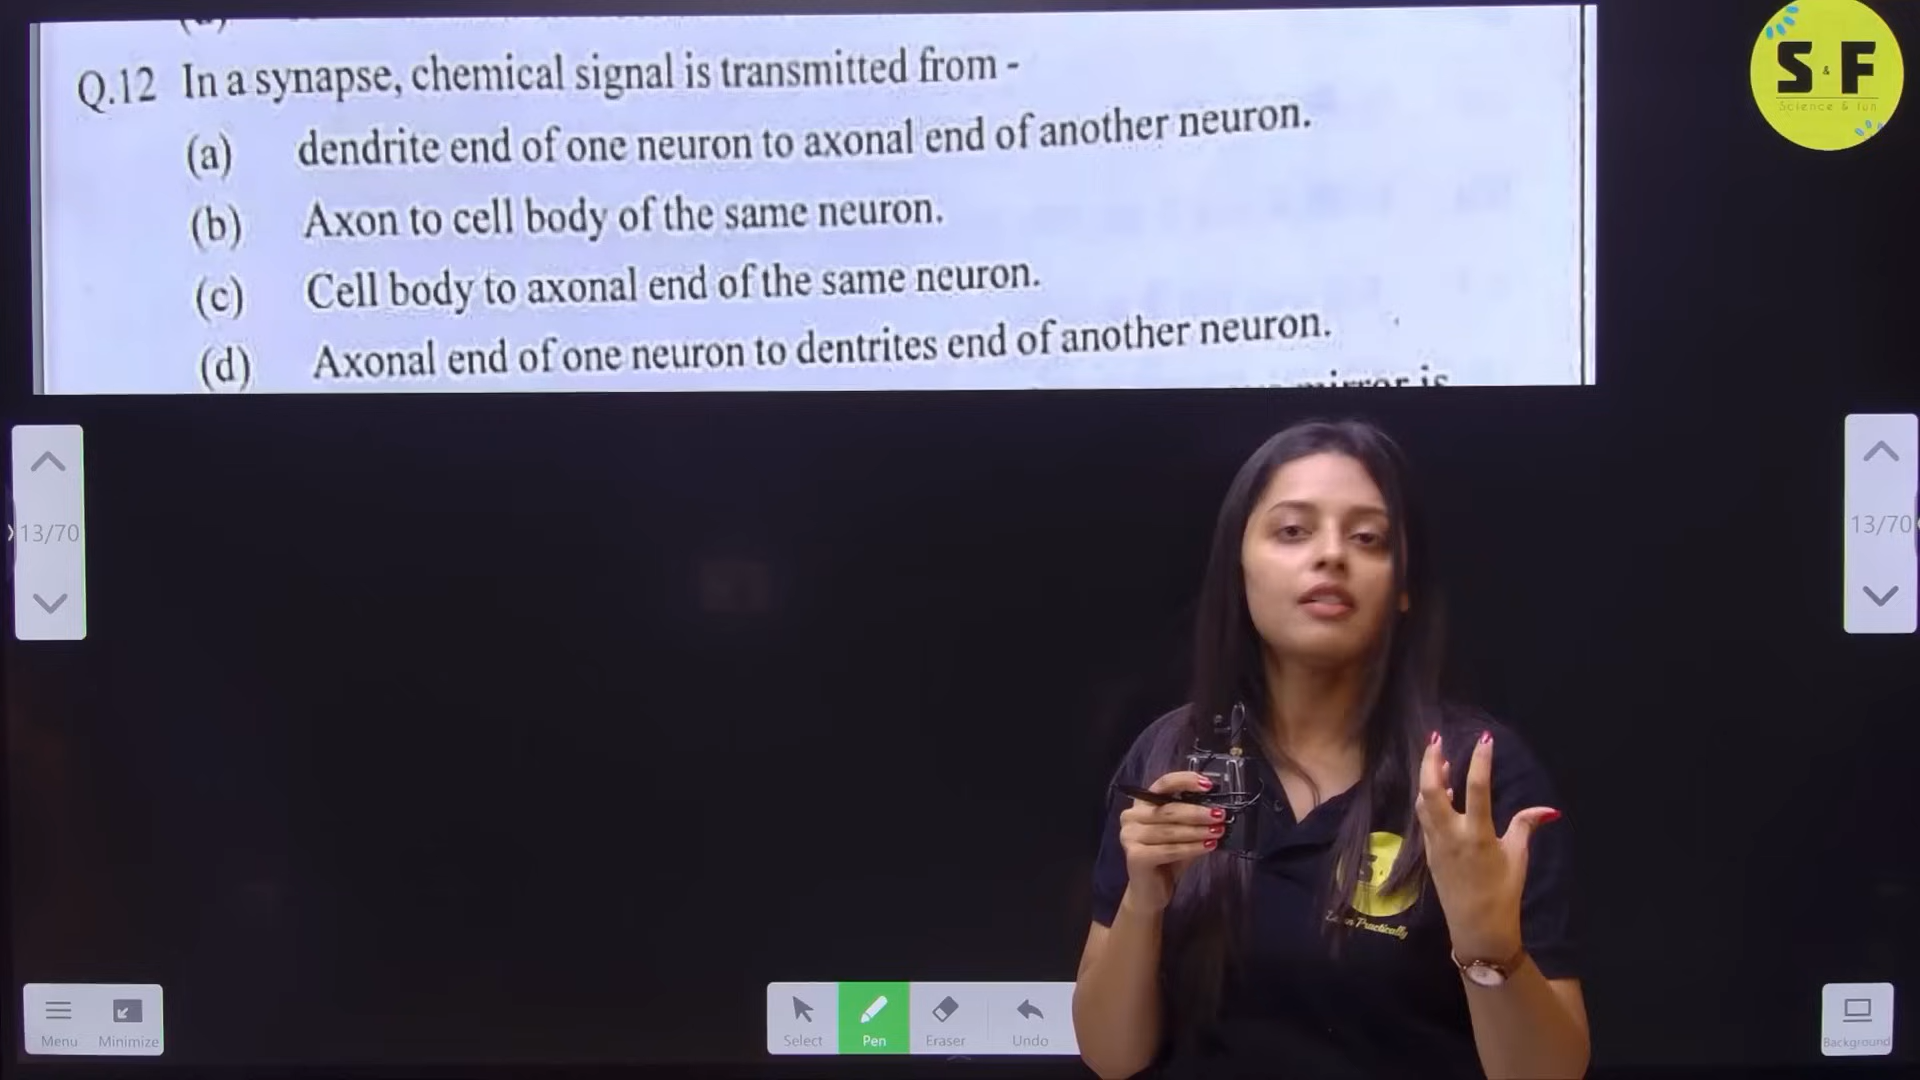 Q.12 In a synapse, chemical signal is transmitted from -
(a) dendrite end of one neuron to axonal end of another neuron.
(b) Axon to cell body of the same neuron.
(c) Cell body to axonal end of the same neuron.
(d) Axonal end of one neuron to dentrites end of another neuron.
mirror is
S & F
Science & fun
13/70
13/70
Practically
Menu
Minimize
Select
Pen
Eraser
Undo
Background